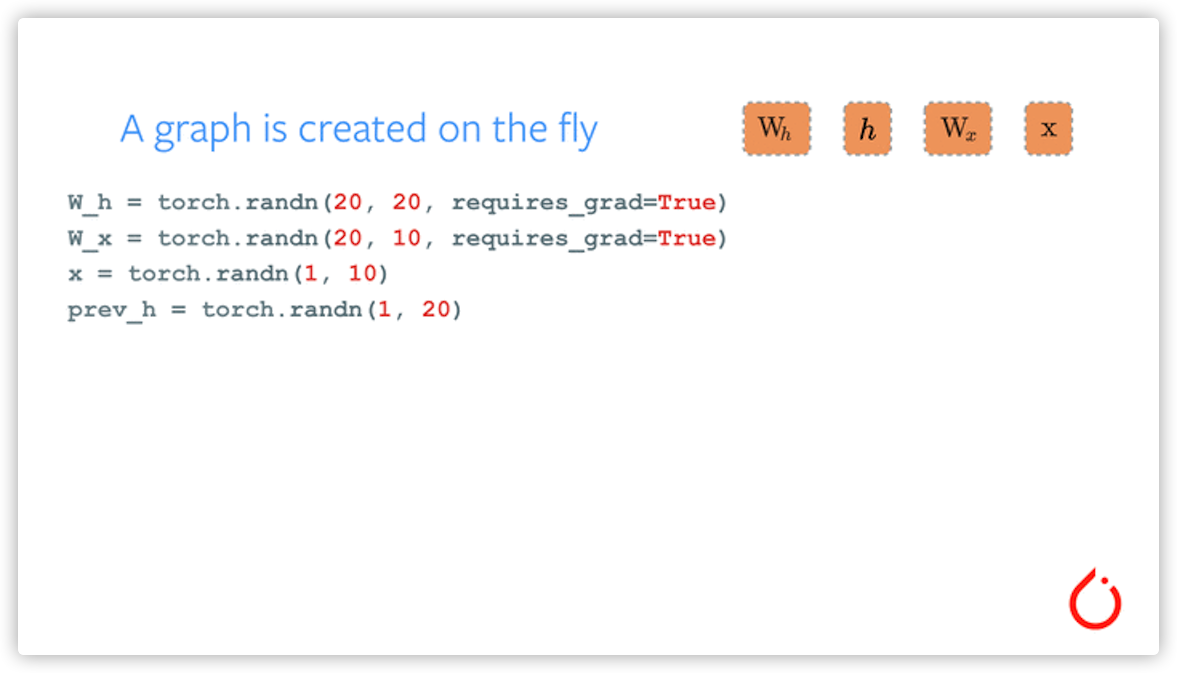 A graph is created on the fly
W_h h W_x x
W_h = torch.randn(20, 20, requires_grad=True)
W_x = torch.randn(20, 10, requires_grad=True)
x = torch.randn(1, 10)
prev_h = torch.randn(1, 20)